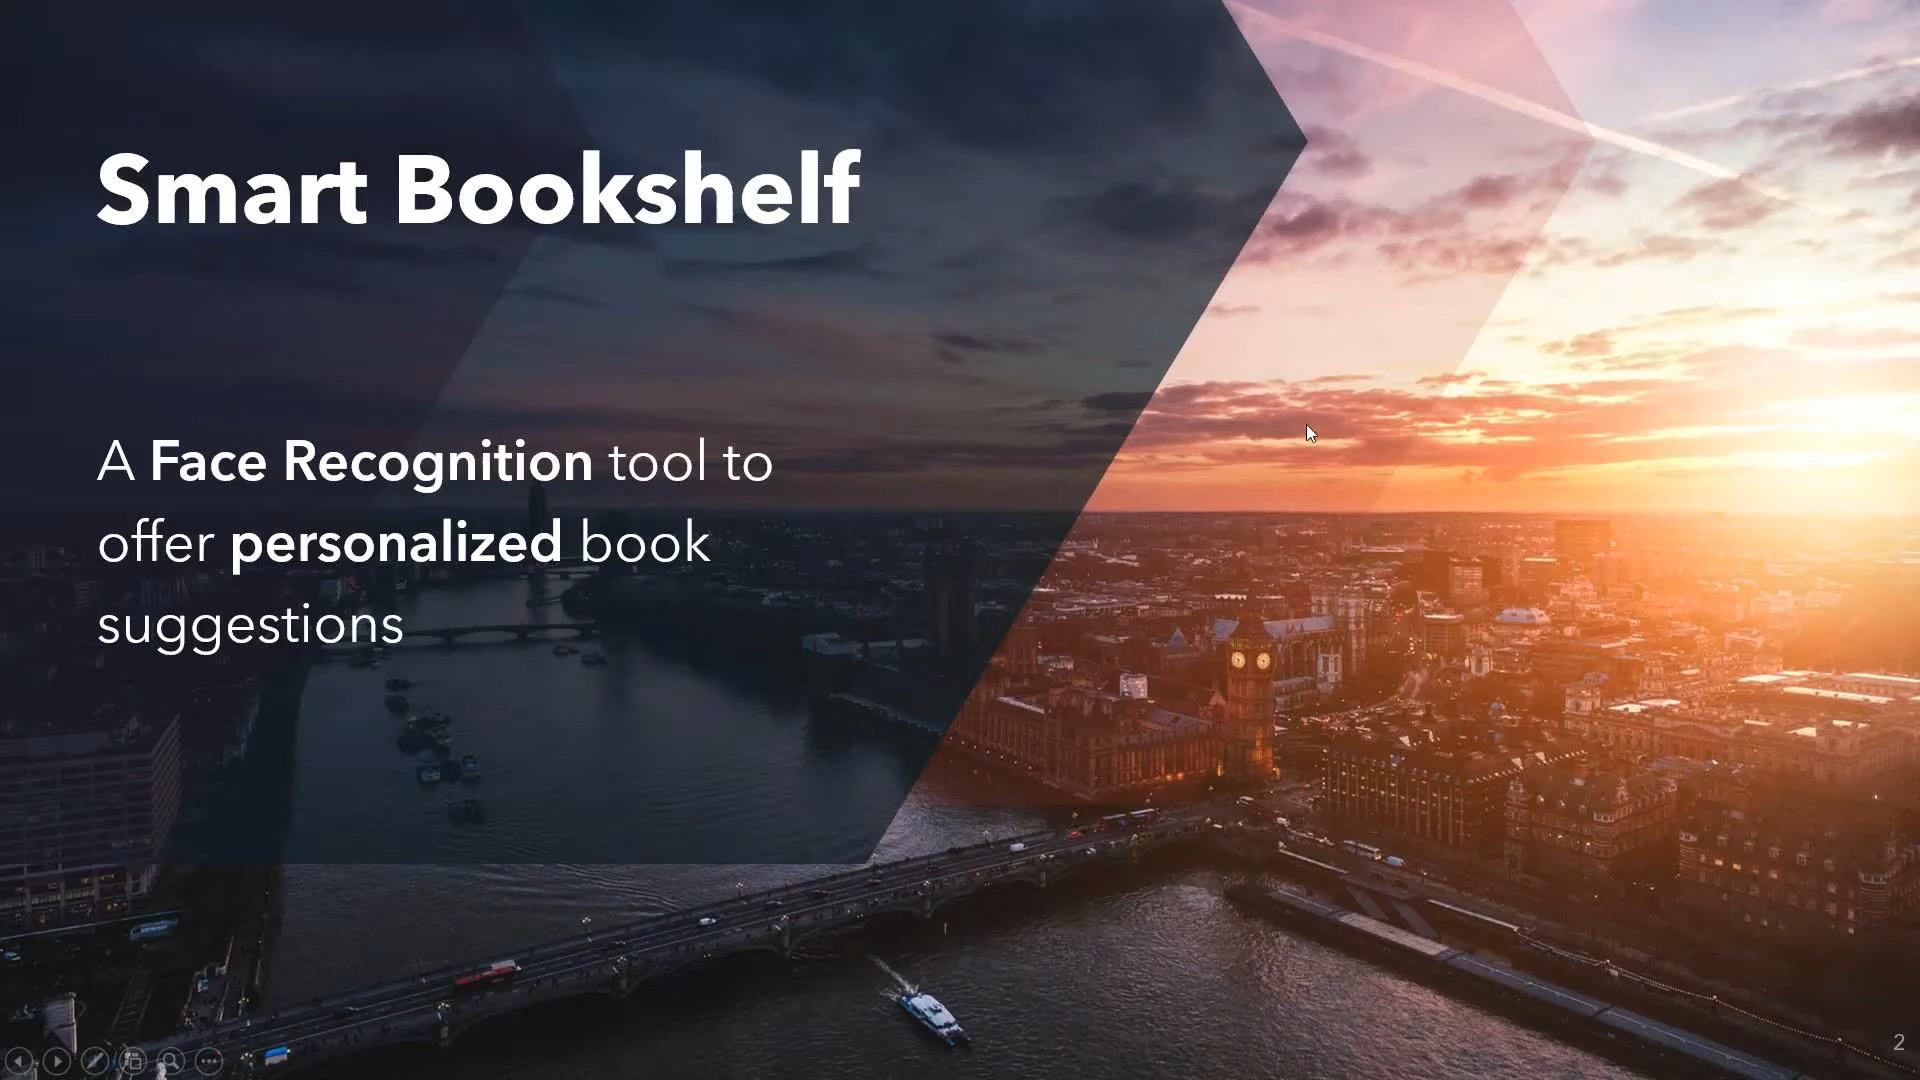 Smart Bookshelf
A Face Recognition tool to
offer personalized book
suggestions
2